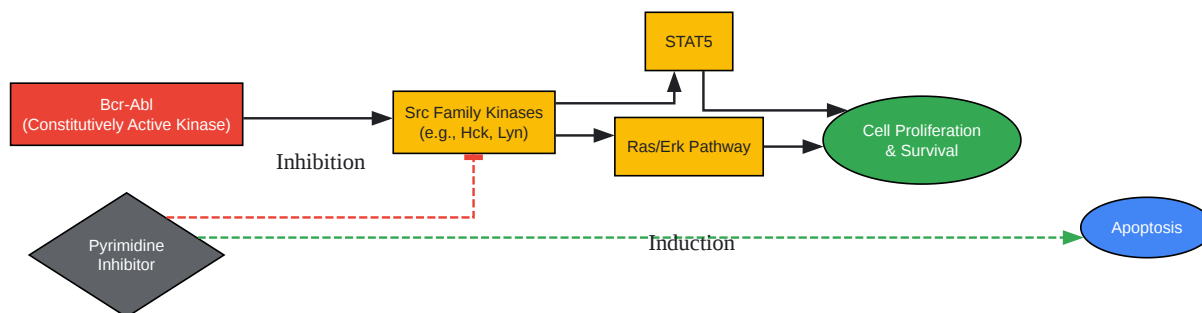 STAT5
Bcr-Abl
(Constitutively Active Kinase)
Src Family Kinases
(e.g., Hck, Lyn)
Ras/Erk Pathway
Cell Proliferation
& Survival
Inhibition
Pyrimidine
Inhibitor
Induction
Apoptosis